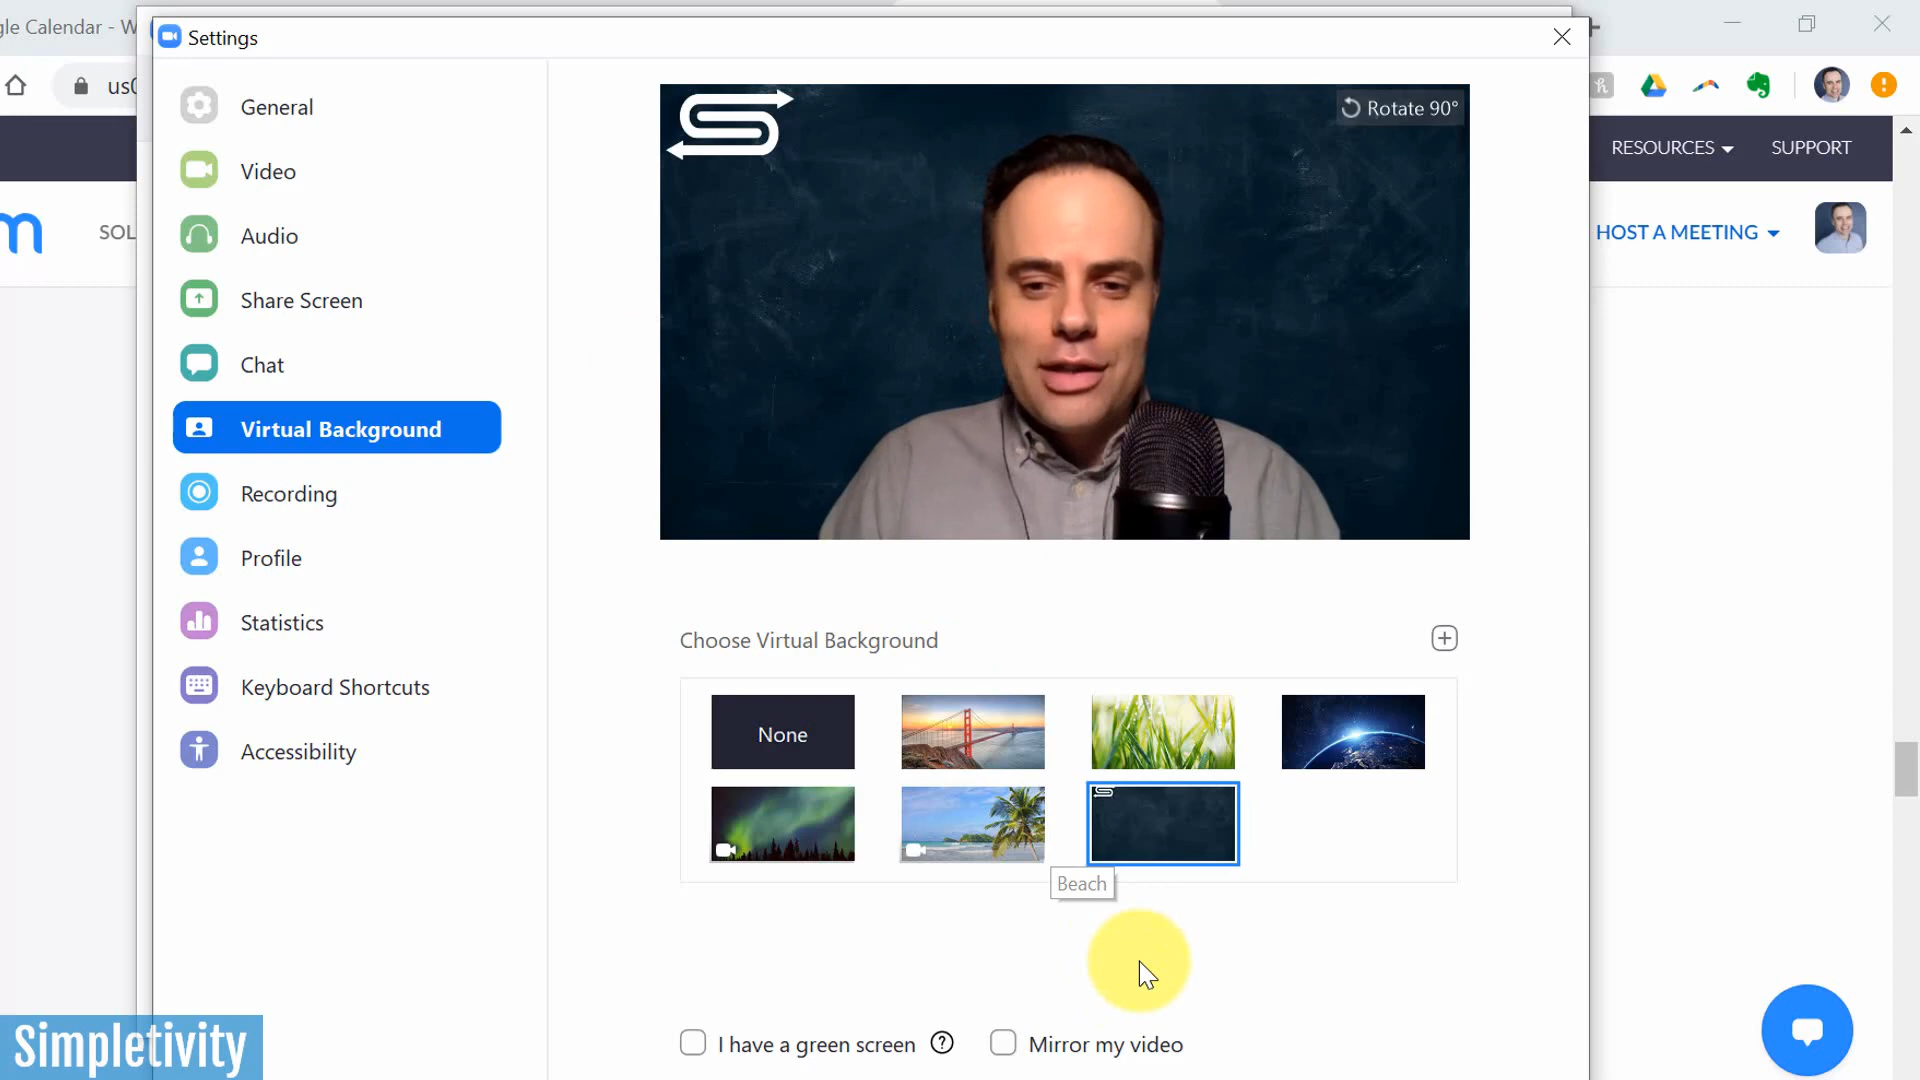 gle Calendar - W
Settings
us0
General
Video
Audio
Share Screen
Chat
Virtual Background
Recording
Profile
Statistics
Keyboard Shortcuts
Accessibility
Rotate 90°
RESOURCES
SUPPORT
m
SOL
HOST A MEETING
Choose Virtual Background
None
Beach
I have a green screen
?
Mirror my video
Simpletivity